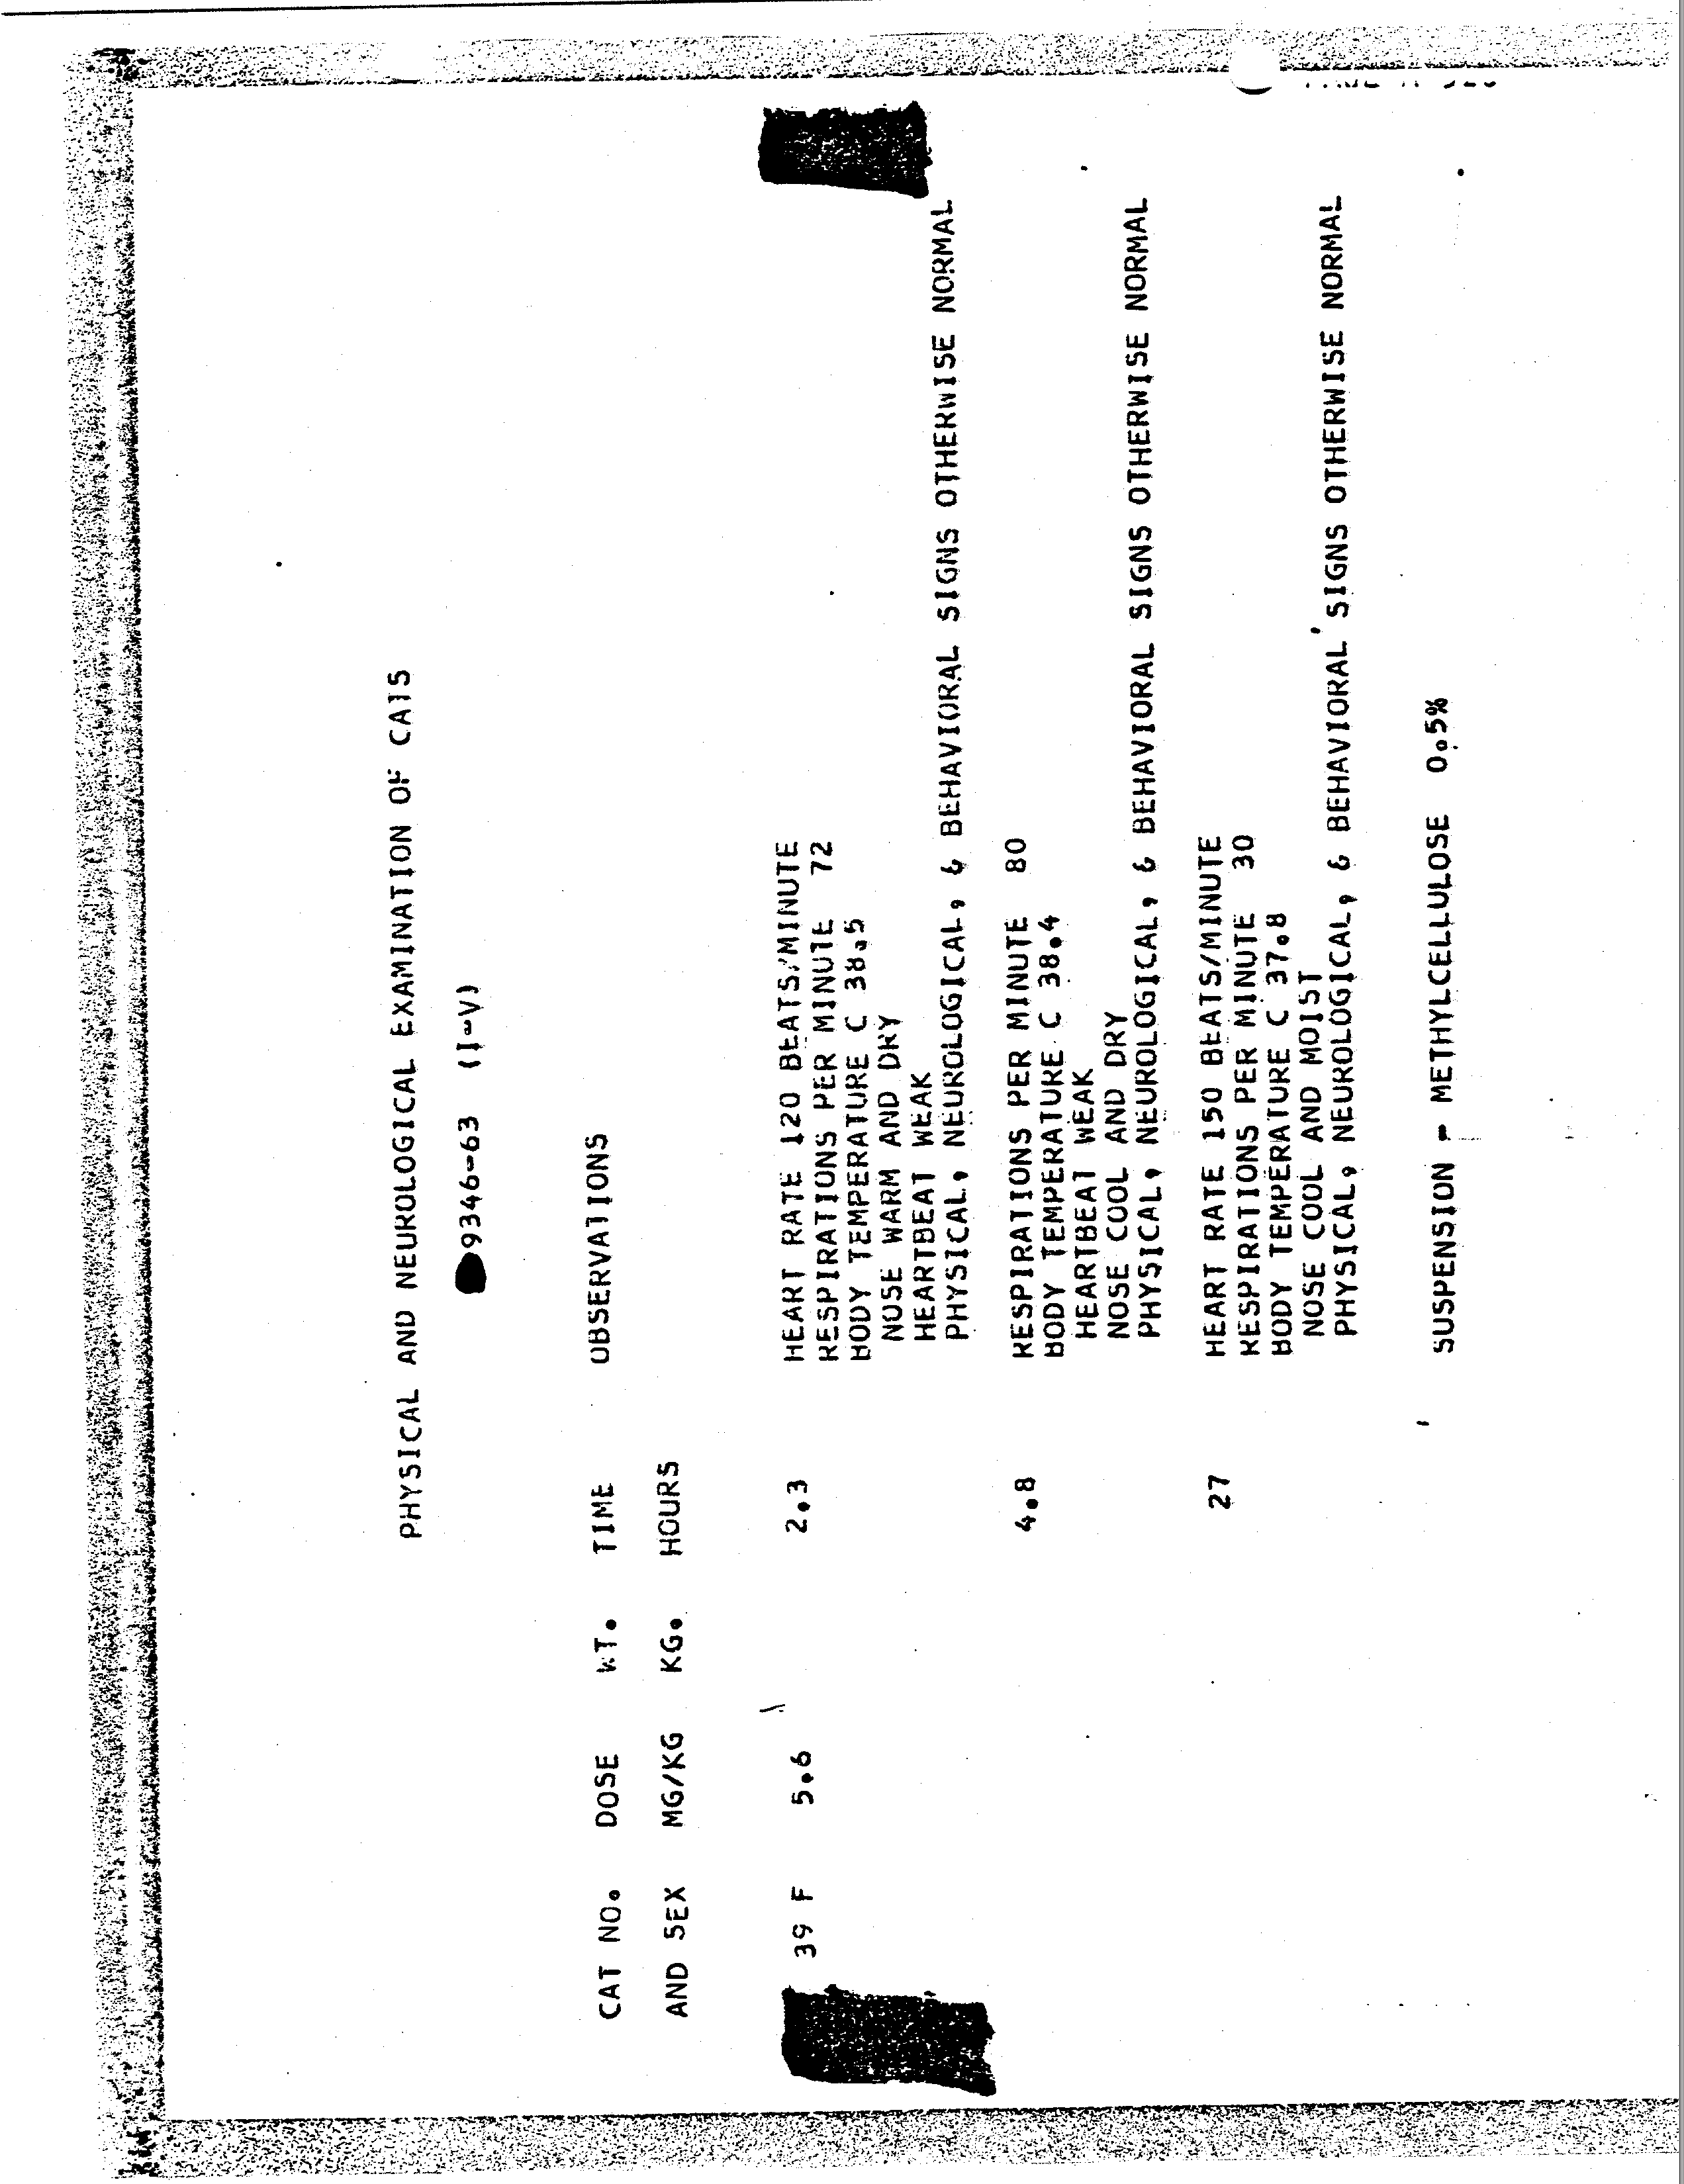 PHYSICAL AND NEUROLOGICAL EXAMINATION OF CATS
9346-63 (I-V)
CAT NO. DOSE WT. TIME OBSERVATIONS
AND SEX MG/KG KG. HOURS
39 F 5.6 2.3 HEART RATE 120 BEATS/MINUTE
RESPIRATIONS PER MINUTE 72
BODY TEMPERATURE C 38.5
NOSE WARM AND DRY
HEARTBEAT WEAK
PHYSICAL, NEUROLOGICAL, & BEHAVIORAL SIGNS OTHERWISE NORMAL
4.8 RESPIRATIONS PER MINUTE 80
BODY TEMPERATURE C 38.4
HEARTBEAT WEAK
NOSE COOL AND DRY
PHYSICAL, NEUROLOGICAL, & BEHAVIORAL SIGNS OTHERWISE NORMAL
27 HEART RATE 150 BEATS/MINUTE
RESPIRATIONS PER MINUTE 30
BODY TEMPERATURE C 37.8
NOSE COOL AND MOIST
PHYSICAL, NEUROLOGICAL, & BEHAVIORAL SIGNS OTHERWISE NORMAL
SUSPENSION - METHYLCELLULOSE 0.5%